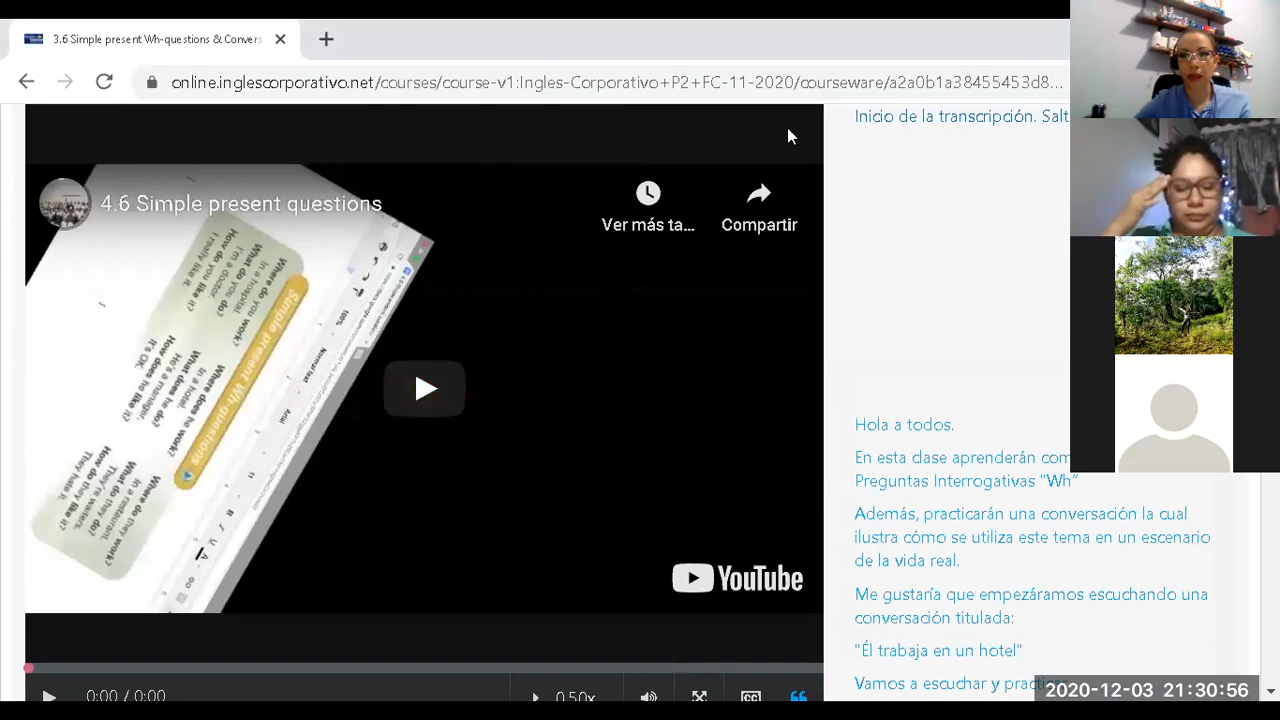 3.6 Simple present Wh-questions & Convers
online.inglescorporativo.net/courses/course-v1:Ingles-Corporativo+P2+FC-11-2020/courseware/a2a0b1a38455453d8...
4.6 Simple present questions
Ver más ta...
Compartir
Simple present Wh-questions
Where do you work?
In a hospital.
What do you do?
I'm a doctor.
How do you like it?
I really like it.
Where does he work?
In a hotel.
What does he do?
He's a manager.
How does he like it?
It's OK.
Where do they work?
In a restaurant.
What do they do?
They're waiters.
How do they like it?
They hate it.
100%
Normal text
Arial
11
YouTube
0:00 / 0:00
0.50x
CC
Inicio de la transcripción. Salt
Hola a todos.
En esta clase aprenderán com
Preguntas Interrogativas "Wh"
Además, practicarán una conversación la cual
ilustra cómo se utiliza este tema en un escenario
de la vida real.
Me gustaría que empezáramos escuchando una
conversación titulada:
"Él trabaja en un hotel"
Vamos a escuchar y practicar
2020-12-03 21:30:56